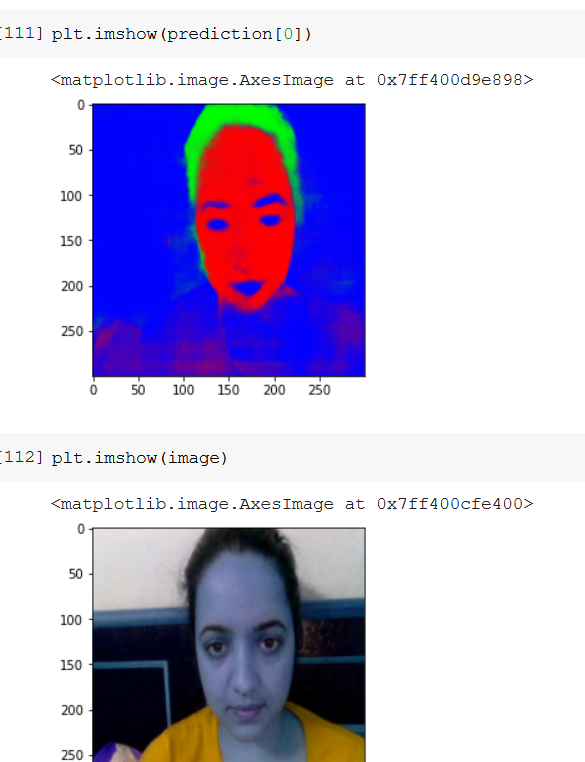 [111] plt.imshow(prediction[0])
<matplotlib.image.AxesImage at 0x7ff400d9e898>
0
50
100
150
200
250
0 50 100 150 200 250
[112] plt.imshow(image)
<matplotlib.image.AxesImage at 0x7ff400cfe400>
0
50
100
150
200
250